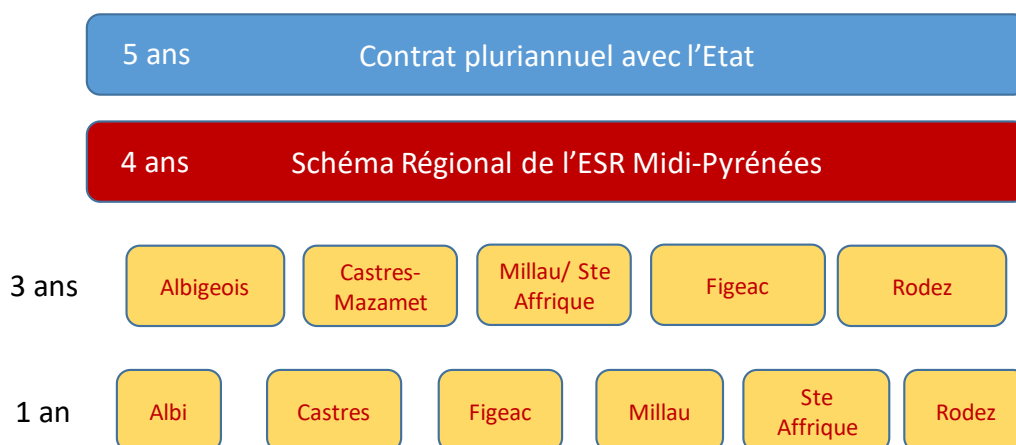 5 ans Contrat pluriannuel avec l’Etat
4 ans Schéma Régional de l’ESR Midi-Pyrénées
3 ans
Albigeois
Castres-
Mazamet
Millau/ Ste
Affrique
Figeac
Rodez
1 an
Albi
Castres
Figeac
Millau
Ste
Affrique
Rodez